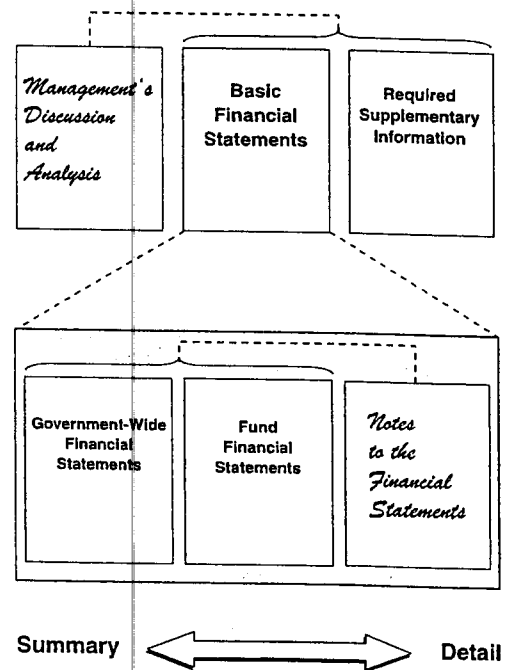 Management's
Discussion
and
Analysis
Basic
Financial
Statements
Required
Supplementary
Information
Government-Wide
Financial
Statements
Fund
Financial
Statements
Notes
to the
Financial
Statements
Summary
Detail